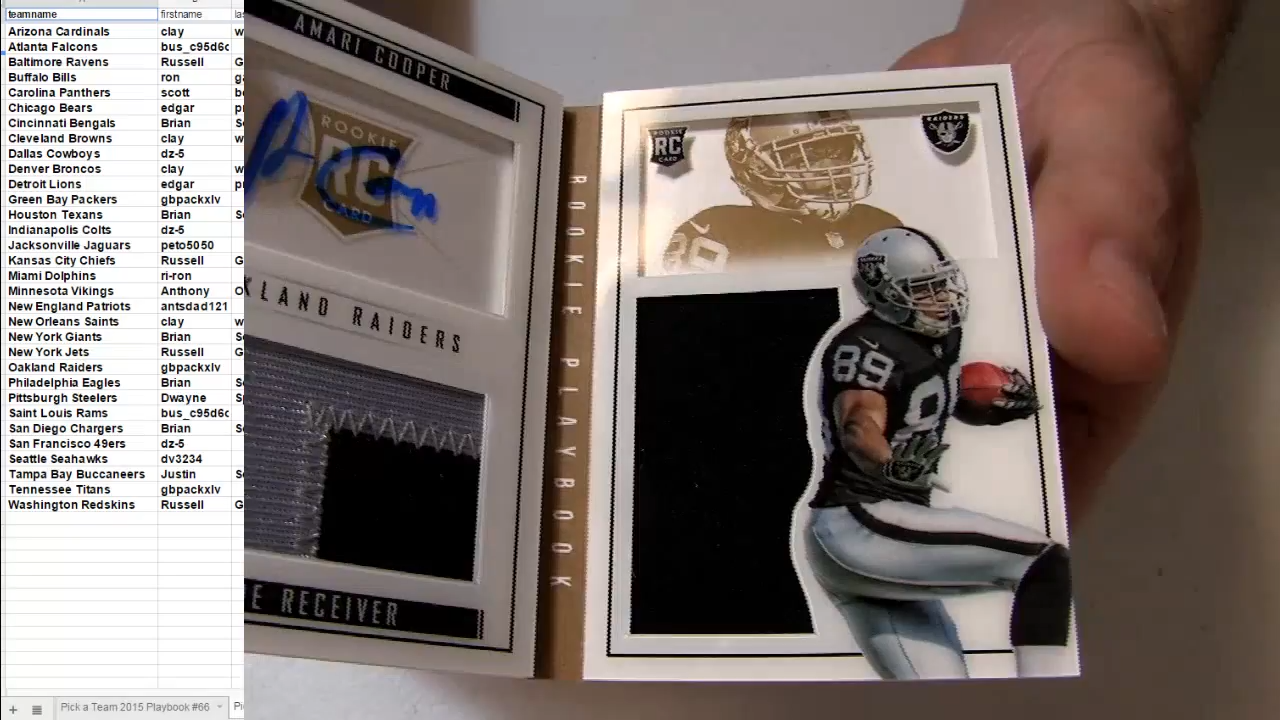 teamname firstname
Arizona Cardinals clay
Atlanta Falcons bus_c95d6c
Baltimore Ravens Russell G
Buffalo Bills ron
Carolina Panthers scott
Chicago Bears edgar
Cincinnati Bengals Brian
Cleveland Browns clay
Dallas Cowboys dz-5
Denver Broncos clay
Detroit Lions edgar
Green Bay Packers gbpackxlv
Houston Texans Brian
Indianapolis Colts dz-5
Jacksonville Jaguars peto5050
Kansas City Chiefs Russell G
Miami Dolphins ri-ron
Minnesota Vikings Anthony
New England Patriots antsdad121
New Orleans Saints clay
New York Giants Brian
New York Jets Russell G
Oakland Raiders gbpackxlv
Philadelphia Eagles Brian
Pittsburgh Steelers Dwayne
Saint Louis Rams bus_c95d6c
San Diego Chargers Brian
San Francisco 49ers dz-5
Seattle Seahawks dv3234
Tampa Bay Buccaneers Justin
Tennessee Titans gbpackxlv
Washington Redskins Russell G
Pick a Team 2015 Playbook #66
AMARI COOPER
ROOKIE
RC
CARD
KLAND RAIDERS
E RECEIVER
ROOKIE PLAYBOOK
ROOKIE
RC
CARD
RAIDERS
89
89